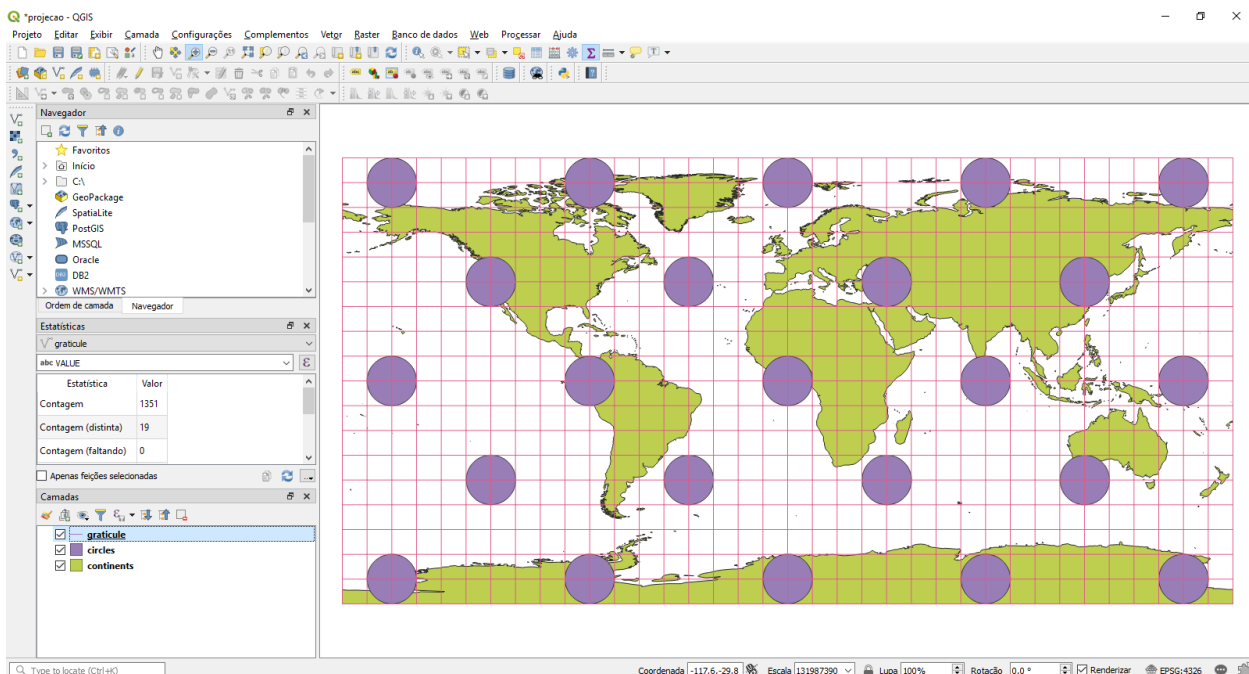 *projecao - QGIS
Projeto Editar Exibir Camada Configurações Complementos Vetor Raster Banco de dados Web Processar Ajuda
Navegador
Favoritos
Início
C:\
GeoPackage
SpatiaLite
PostGIS
MSSQL
Oracle
DB2
WMS/WMTS
Ordem de camada Navegador
Estatísticas
graticule
abc VALUE
Estatística Valor
Contagem 1351
Contagem (distinta) 19
Contagem (faltando) 0
Apenas feições selecionadas
Camadas
graticule
circles
continents
Type to locate (Ctrl+K)
Coordenada -117.6,-29.8 Escala 131987390 Lupa 100% Rotação 0,0 ° Renderizar EPSG:4326